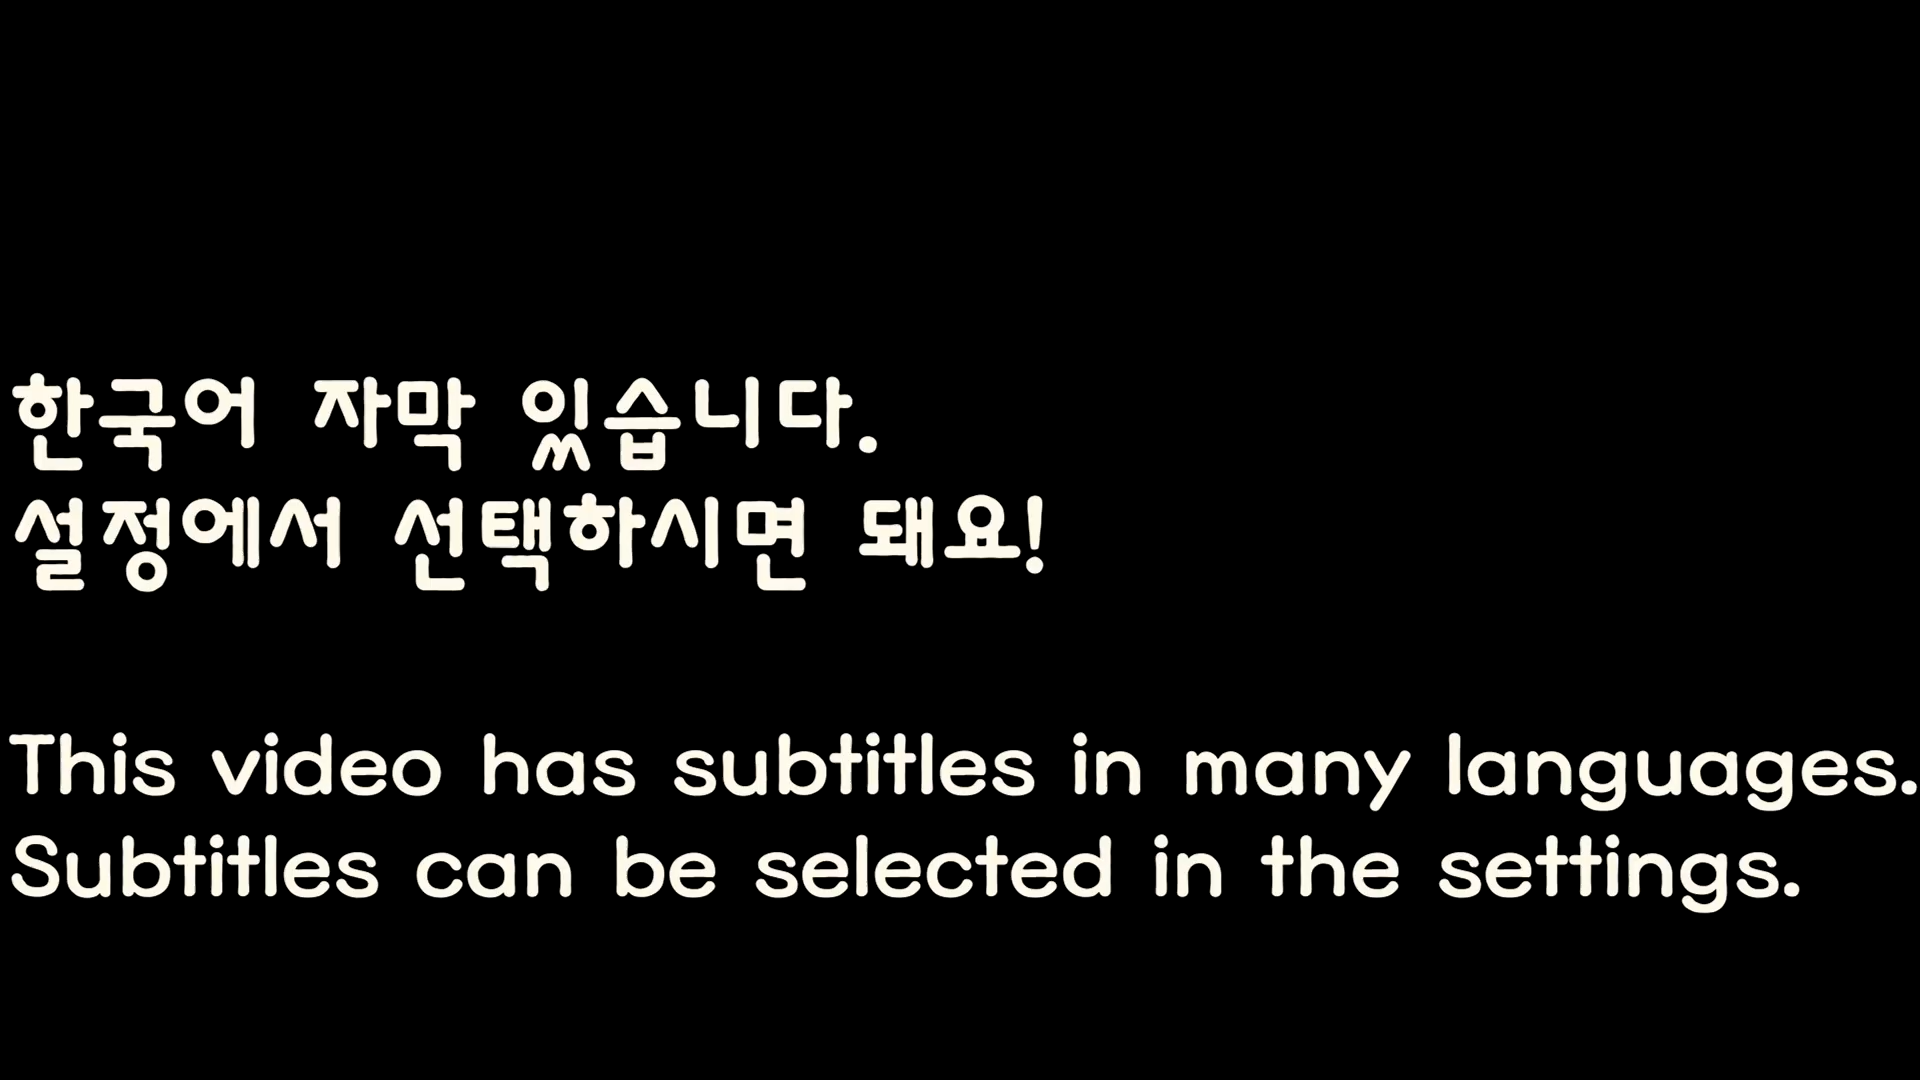 한국어 자막 있습니다.
설정에서 선택하시면 돼요!
This video has subtitles in many languages.
Subtitles can be selected in the settings.